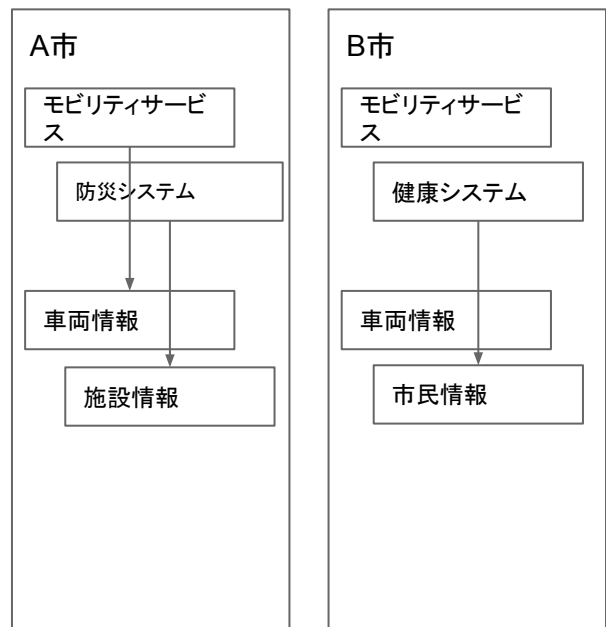 A市
モビリティサービ
ス
防災システム
車両情報
施設情報
B市
モビリティサービ
ス
健康システム
車両情報
市民情報